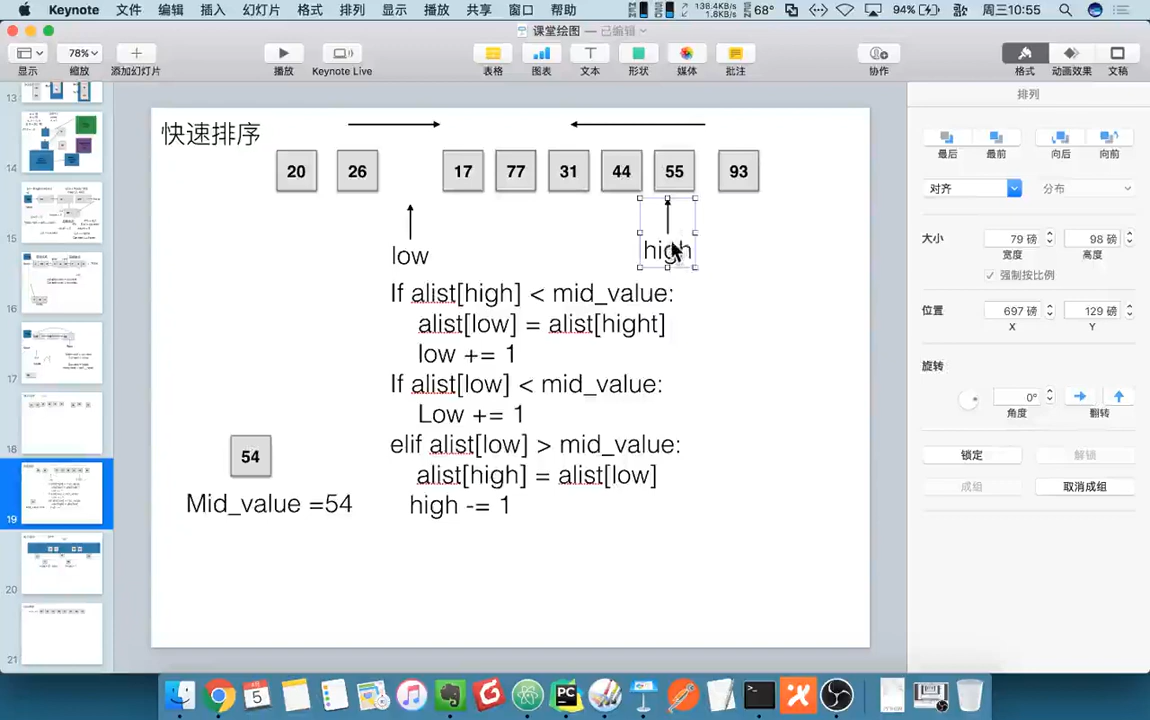 Keynote 文件 编辑 插入 幻灯片 格式 排列 显示 播放 共享 窗口 帮助 138.4KB/s 1.8KB/s 68° 94% 周三10:55
课堂绘图 — 已编辑
78%
显示 缩放 添加幻灯片 播放 Keynote Live 表格 图表 文本 形状 媒体 批注 协作 格式 动画效果 文稿
排列
13
14
15
16
17
18
19
20
21
快速排序
20 26 17 77 31 44 55 93
low high
If alist[high] < mid_value:
alist[low] = alist[hight]
low += 1
If alist[low] < mid_value:
Low += 1
elif alist[low] > mid_value:
alist[high] = alist[low]
high -= 1
54
Mid_value =54
最后 最前 向后 向前
对齐 分布
大小 79 磅 98 磅
宽度 高度
强制按比例
位置 697 磅 129 磅
X Y
旋转
0°
角度 翻转
锁定 解锁
成组 取消成组